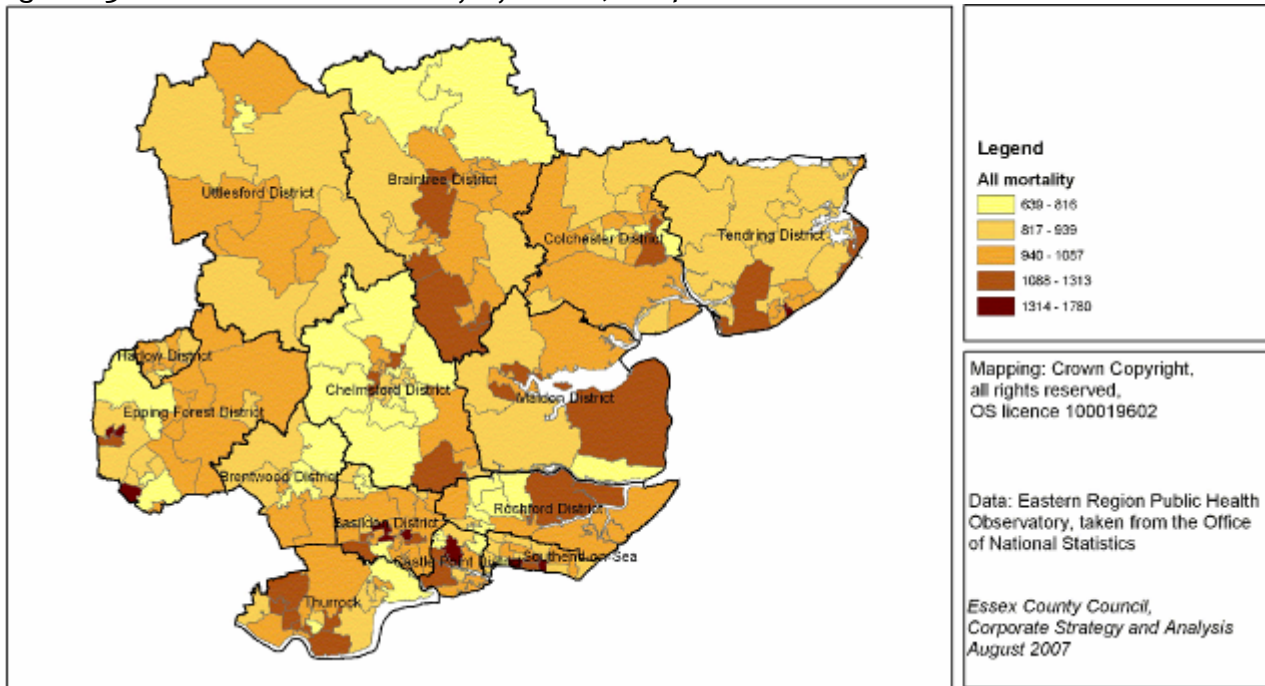 Uttlesford District
Braintree District
Colchester District
Tendring District
Harlow District
Epping Forest District
Chelmsford District
Maldon District
Brentwood District
Basildon District
Rochford District
Castle Point District
Southend-on-Sea
Thurrock
Legend
All mortality
639 - 816
817 - 939
940 - 1087
1088 - 1313
1314 - 1780
Mapping: Crown Copyright,
all rights reserved,
OS licence 100019602
Data: Eastern Region Public Health
Observatory, taken from the Office
of National Statistics
Essex County Council,
Corporate Strategy and Analysis
August 2007